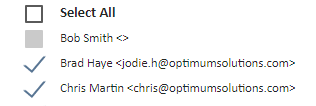 Select All
Bob Smith <>
Brad Haye <jodie.h@optimumsolutions.com>
Chris Martin <chris@optimumsolutions.com>